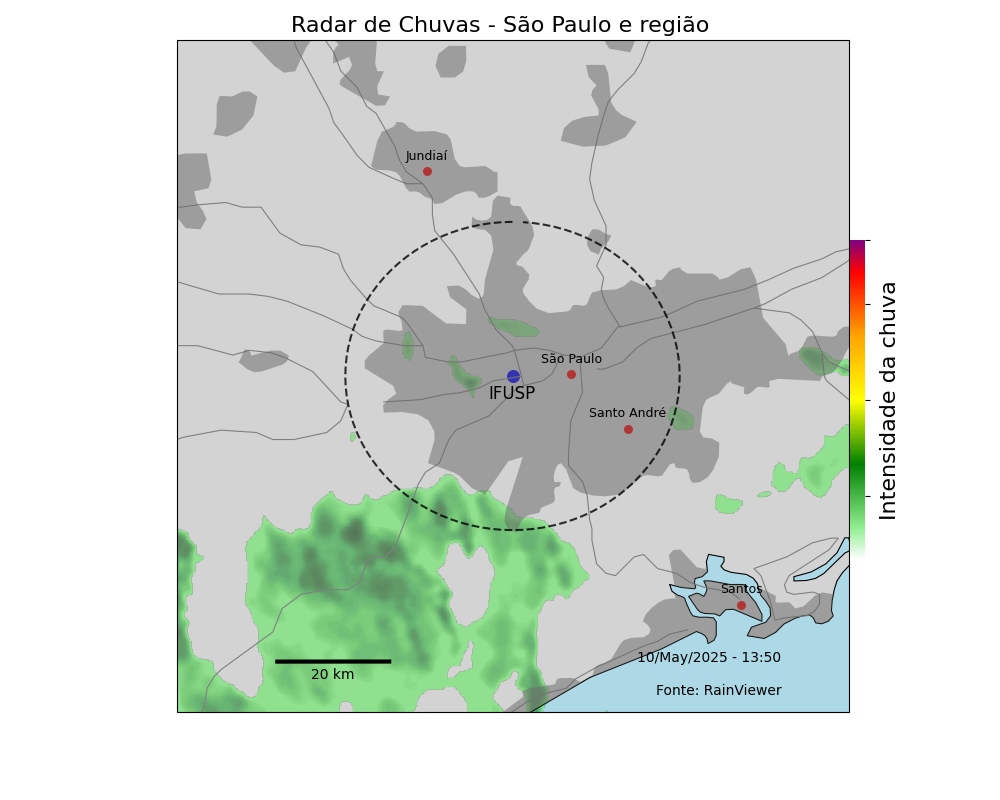 Radar de Chuvas - São Paulo e região
Jundiaí
São Paulo
IFUSP
Santo André
Intensidade da chuva
Santos
10/May/2025 - 13:50
20 km
Fonte: RainViewer